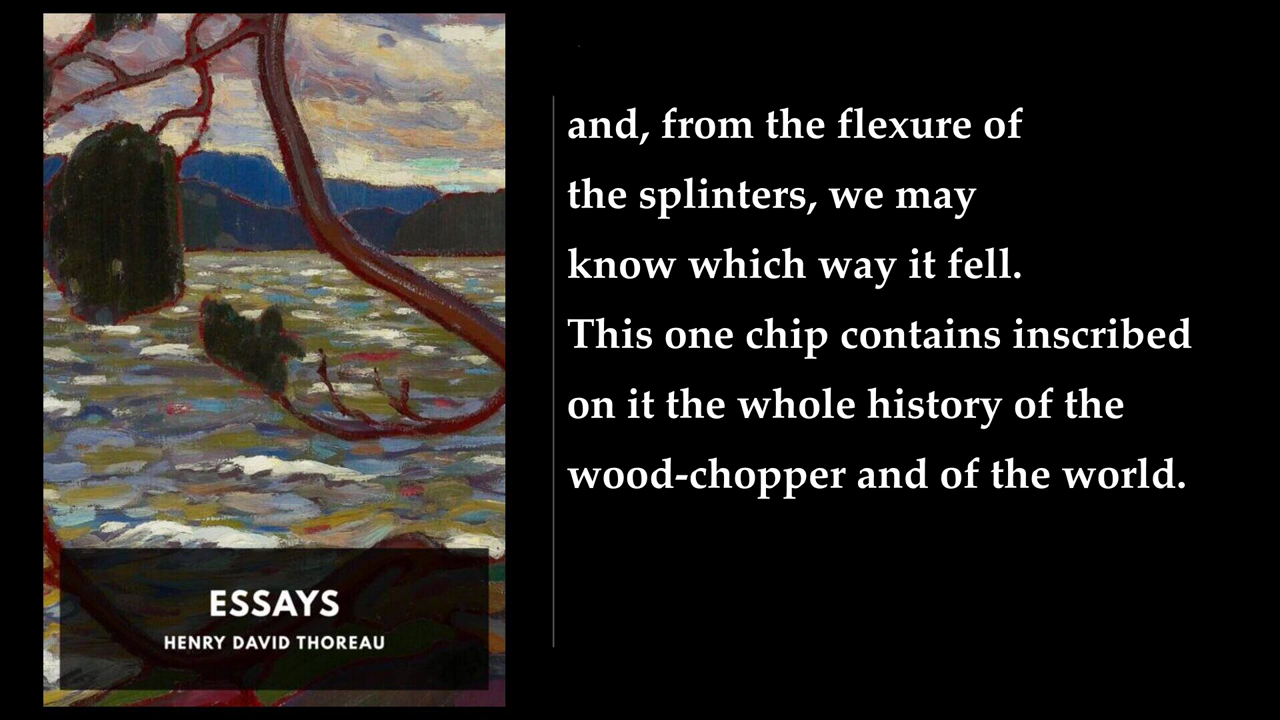 ESSAYS
HENRY DAVID THOREAU
and, from the flexure of
the splinters, we may
know which way it fell.
This one chip contains inscribed
on it the whole history of the
wood-chopper and of the world.